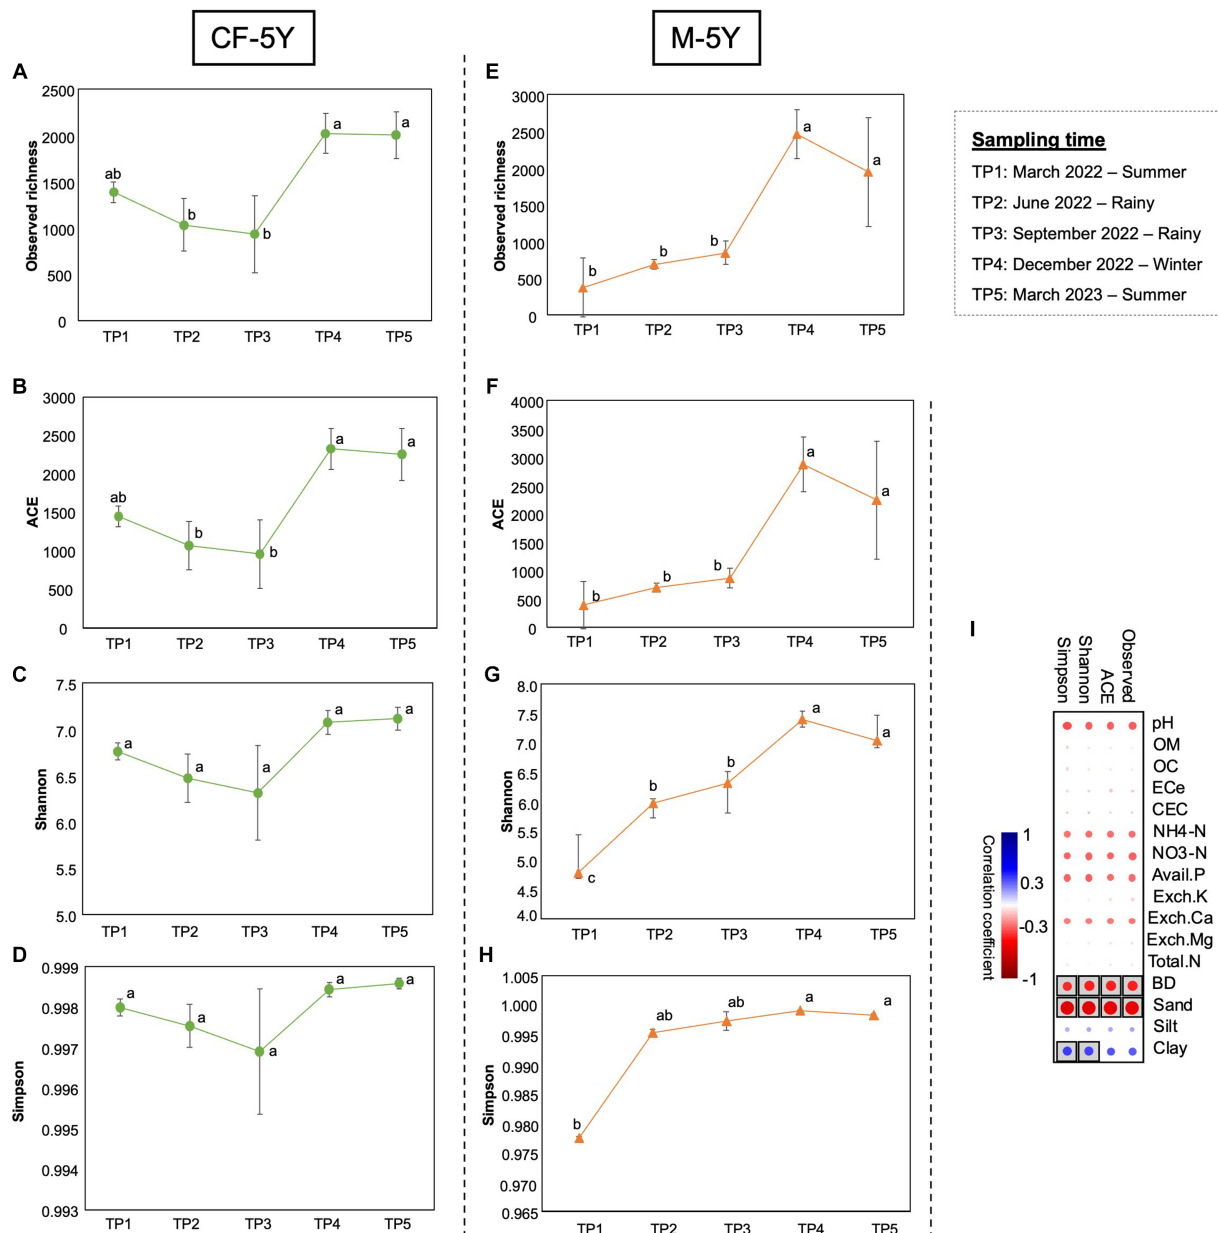 CF-5Y
M-5Y
A
Observed richness
2500
2000
1500
1000
500
0
ab
b
b
a
a
TP1 TP2 TP3 TP4 TP5
E
Observed richness
3000
2500
2000
1500
1000
500
0
b
b
b
a
a
TP1 TP2 TP3 TP4 TP5
Sampling time
TP1: March 2022 – Summer
TP2: June 2022 – Rainy
TP3: September 2022 – Rainy
TP4: December 2022 – Winter
TP5: March 2023 – Summer
B
ACE
3000
2500
2000
1500
1000
500
0
ab
b
b
a
a
TP1 TP2 TP3 TP4 TP5
F
ACE
4000
3500
3000
2500
2000
1500
1000
500
0
b
b
b
a
a
TP1 TP2 TP3 TP4 TP5
C
Shannon
7.5
7.0
6.5
6.0
5.5
5.0
a
a
a
a
a
TP1 TP2 TP3 TP4 TP5
G
Shannon
8.0
7.5
7.0
6.5
6.0
5.5
5.0
4.5
4.0
c
b
b
a
a
TP1 TP2 TP3 TP4 TP5
D
Simpson
0.999
0.998
0.997
0.996
0.995
0.994
0.993
a
a
a
a
a
TP1 TP2 TP3 TP4 TP5
H
Simpson
1.005
1.000
0.995
0.990
0.985
0.980
0.975
0.970
0.965
b
ab
ab
a
a
TP1 TP2 TP3 TP4 TP5
I
Simpson
Shannon
ACE
Observed
pH
OM
OC
ECe
CEC
NH4-N
NO3-N
Avail.P
Exch.K
Exch.Ca
Exch.Mg
Total.N
BD
Sand
Silt
Clay
Correlation coefficient
1
0.3
-0.3
-1